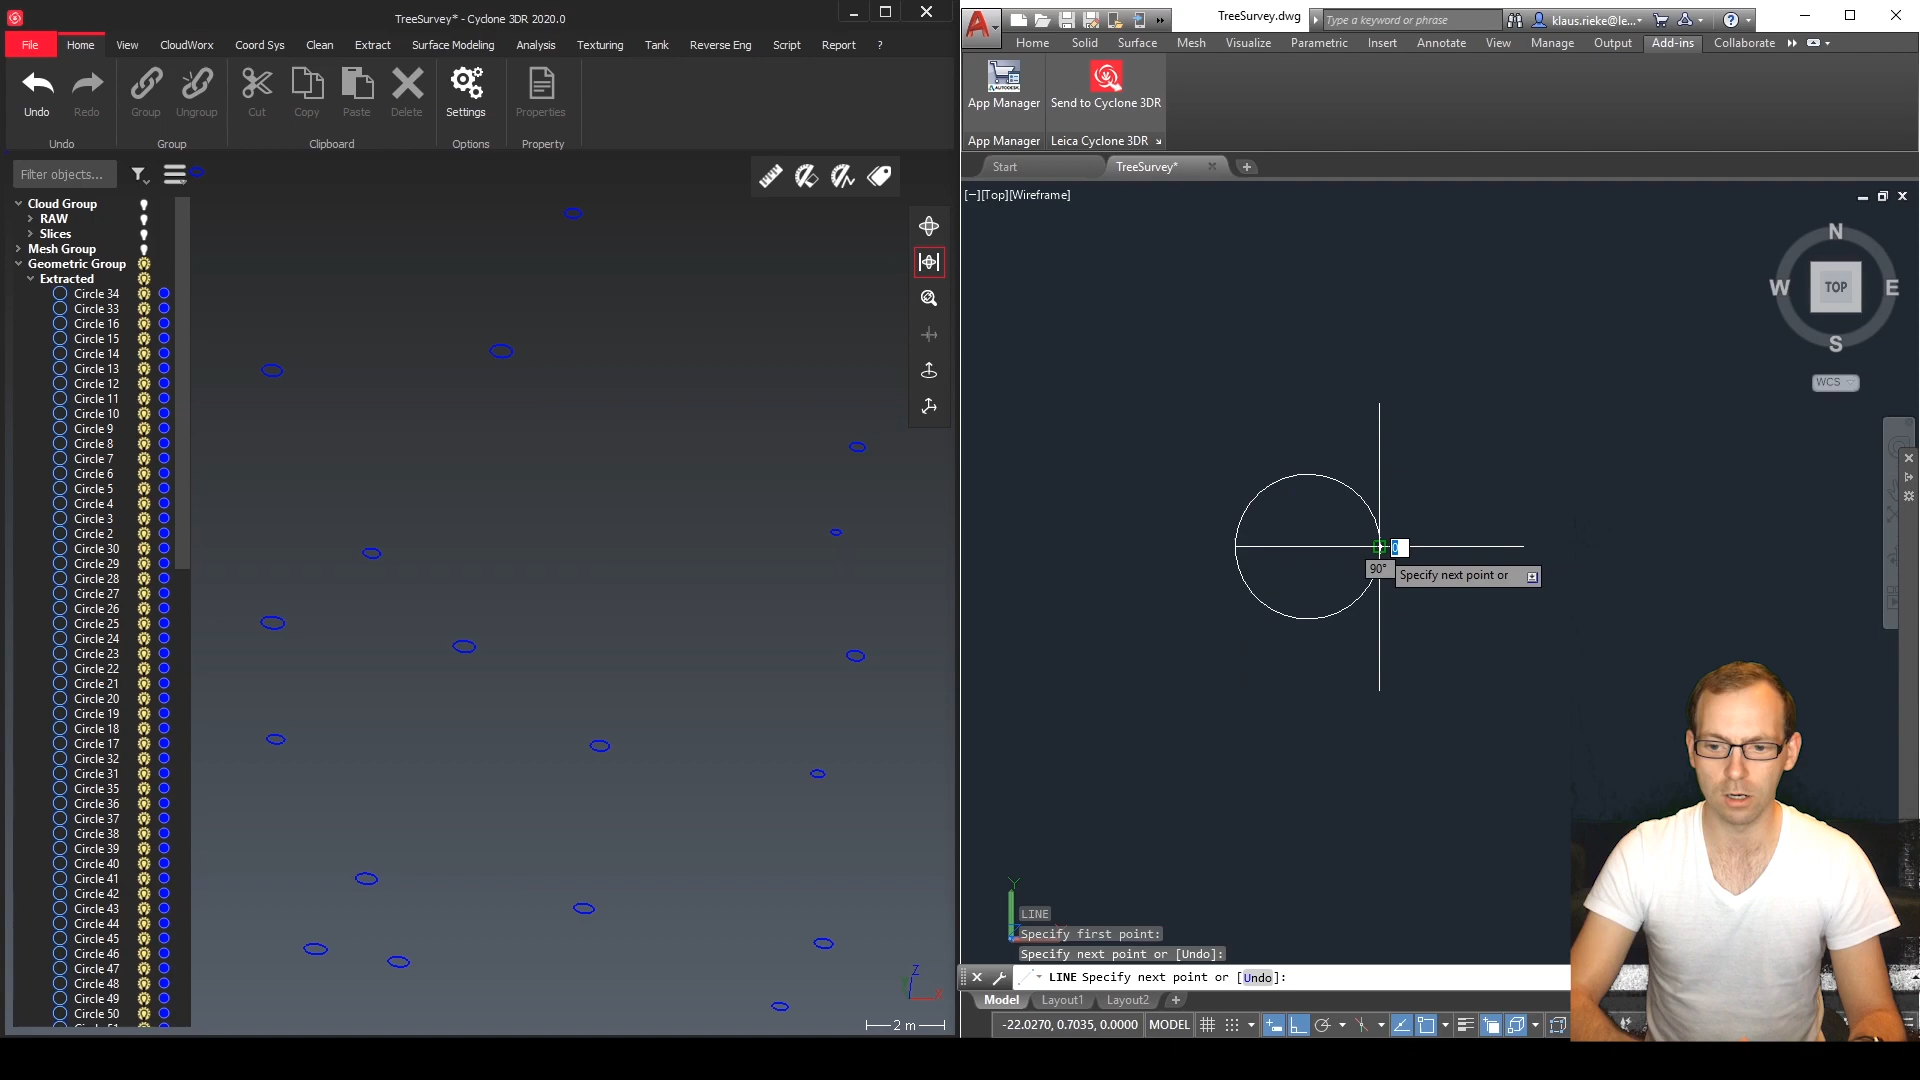 TreeSurvey* - Cyclone 3DR 2020.0
File Home View CloudWorx Coord Sys Clean Extract Surface Modeling Analysis Texturing Tank Reverse Eng Script Report ?
Undo Redo Group Ungroup Cut Copy Paste Delete Settings Properties
Undo Group Clipboard Options Property
Filter objects...
Cloud Group
RAW
Slices
Mesh Group
Geometric Group
Extracted
Circle 34
Circle 33
Circle 16
Circle 15
Circle 14
Circle 13
Circle 12
Circle 11
Circle 10
Circle 9
Circle 8
Circle 7
Circle 6
Circle 5
Circle 4
Circle 3
Circle 2
Circle 30
Circle 29
Circle 28
Circle 27
Circle 26
Circle 25
Circle 24
Circle 23
Circle 22
Circle 21
Circle 20
Circle 19
Circle 18
Circle 17
Circle 32
Circle 31
Circle 35
Circle 36
Circle 37
Circle 38
Circle 39
Circle 40
Circle 41
Circle 42
Circle 43
Circle 44
Circle 45
Circle 46
Circle 47
Circle 48
Circle 49
Circle 50
Z
2 m
TreeSurvey.dwg
Type a keyword or phrase
klaus.rieke@le...
Home Solid Surface Mesh Visualize Parametric Insert Annotate View Manage Output Add-ins Collaborate
App Manager Send to Cyclone 3DR
App Manager Leica Cyclone 3DR
Start TreeSurvey*
[−][Top][Wireframe]
N
W TOP E
S
WCS
0
90°
Specify next point or
Y
LINE
Specify first point:
Specify next point or [Undo]:
LINE Specify next point or [Undo]:
Model Layout1 Layout2 +
-22.0270, 0.7035, 0.0000 MODEL